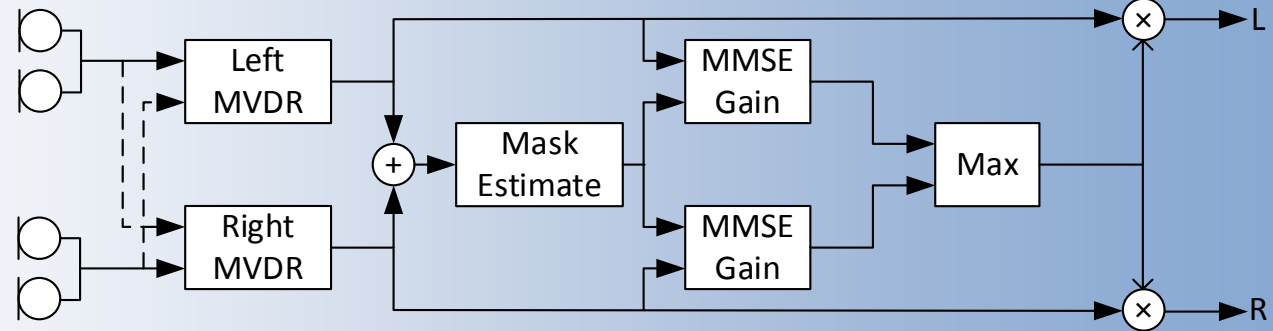 L
Left
MVDR
MMSE
Gain
Mask
Estimate
Max
Right
MVDR
MMSE
Gain
R